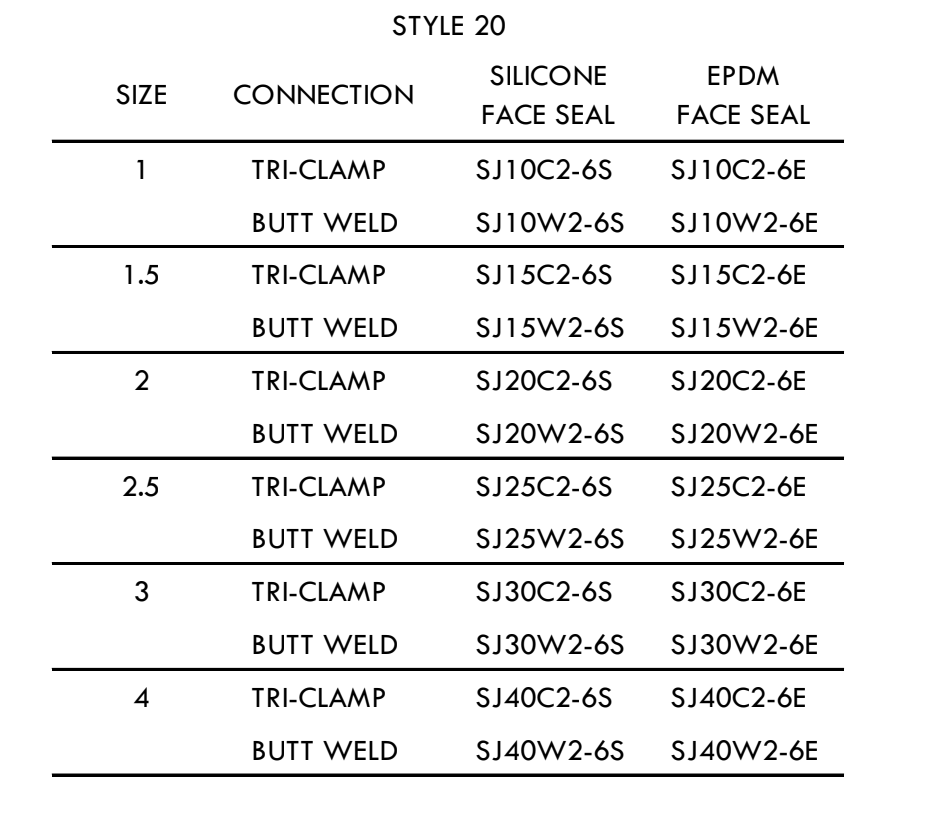 STYLE 20
SIZE CONNECTION SILICONE FACE SEAL EPDM FACE SEAL
1 TRI-CLAMP SJ10C2-6S SJ10C2-6E
BUTT WELD SJ10W2-6S SJ10W2-6E
1.5 TRI-CLAMP SJ15C2-6S SJ15C2-6E
BUTT WELD SJ15W2-6S SJ15W2-6E
2 TRI-CLAMP SJ20C2-6S SJ20C2-6E
BUTT WELD SJ20W2-6S SJ20W2-6E
2.5 TRI-CLAMP SJ25C2-6S SJ25C2-6E
BUTT WELD SJ25W2-6S SJ25W2-6E
3 TRI-CLAMP SJ30C2-6S SJ30C2-6E
BUTT WELD SJ30W2-6S SJ30W2-6E
4 TRI-CLAMP SJ40C2-6S SJ40C2-6E
BUTT WELD SJ40W2-6S SJ40W2-6E